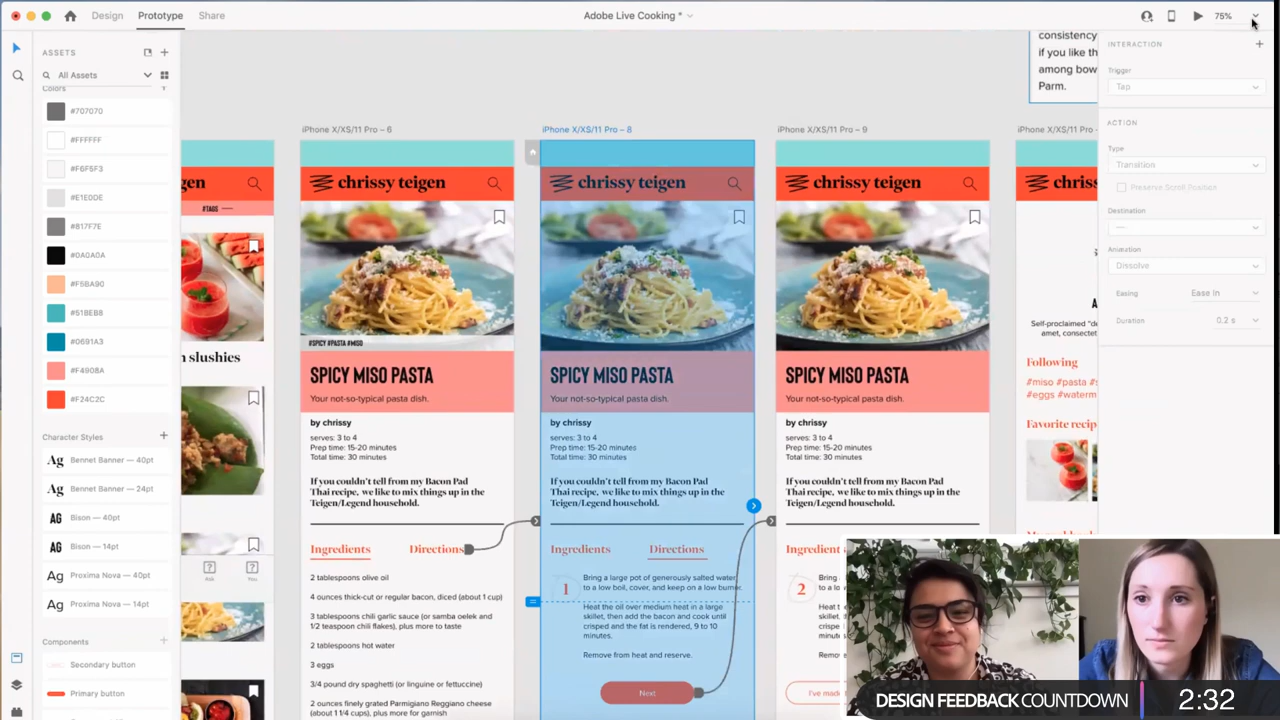 Design
Prototype
Share
Adobe Live Cooking *
75%
ASSETS
All Assets
Colors
#707070
#FFFFFF
#F6F5F3
#E1E0DE
#817F7E
#0A0A0A
#F5BA90
#51BEB8
#0691A3
#F4908A
#F24C2C
Character Styles
Ag Bennet Banner — 40pt
Ag Bennet Banner — 24pt
AG Bison — 40pt
AG Bison — 14pt
Ag Proxima Nova — 40pt
Ag Proxima Nova — 14pt
Components
Secondary button
Primary button
gen
#TAGS
n slushies
iPhone X/XS/11 Pro – 6
chrissy teigen
#SPICY #PASTA #MISO
SPICY MISO PASTA
Your not-so-typical pasta dish.
by chrissy
serves: 3 to 4
Prep time: 15-20 minutes
Total time: 30 minutes
If you couldn't tell from my Bacon Pad
Thai recipe, we like to mix things up in the
Teigen/Legend household.
Ingredients
Directions
2 tablespoons olive oil
4 ounces thick-cut or regular bacon, diced (about 1 cup)
3 tablespoons chili garlic sauce (or samba oelek and
1/2 teaspoon chili flakes), plus more to taste
2 tablespoons hot water
3 eggs
3/4 pound dry spaghetti (or linguine or fettuccine)
2 ounces finely grated Parmigiano Reggiano cheese
(about 1 1/4 cups), plus more for garnish
iPhone X/XS/11 Pro – 8
chrissy teigen
SPICY MISO PASTA
Your not-so-typical pasta dish.
by chrissy
serves: 3 to 4
Prep time: 15-20 minutes
Total time: 30 minutes
If you couldn't tell from my Bacon Pad
Thai recipe, we like to mix things up in the
Teigen/Legend household.
Ingredients
Directions
1
Bring a large pot of generously salted water
to a low boil, cover, and keep on a low burner.
Heat the oil over medium heat in a large
skillet, then add the bacon and cook until
crisped and the fat is rendered, 9 to 10
minutes.
Remove from heat and reserve.
Next
iPhone X/XS/11 Pro – 9
chrissy teigen
SPICY MISO PASTA
Your not-so-typical pasta dish.
by chrissy
serves: 3 to 4
Prep time: 15-20 minutes
Total time: 30 minutes
If you couldn't tell from my Bacon Pad
Thai recipe, we like to mix things up in the
Teigen/Legend household.
Ingredient
2
Bring
to a lo
Heat t
skillet
crispe
minut
Remo
I've mad
iPhone X/XS/11 Pro –
chri
consistency
if you like th
among bow
Parm.
Self-proclaimed "de
amet, consectet
Following
#miso #pasta #s
#eggs #waterm
Favorite recip
INTERACTION
Trigger
Tap
ACTION
Type
Transition
Preserve Scroll Position
Destination
Animation
Dissolve
Easing
Ease In
Duration
0.2 s
DESIGN FEEDBACK COUNTDOWN 2:32